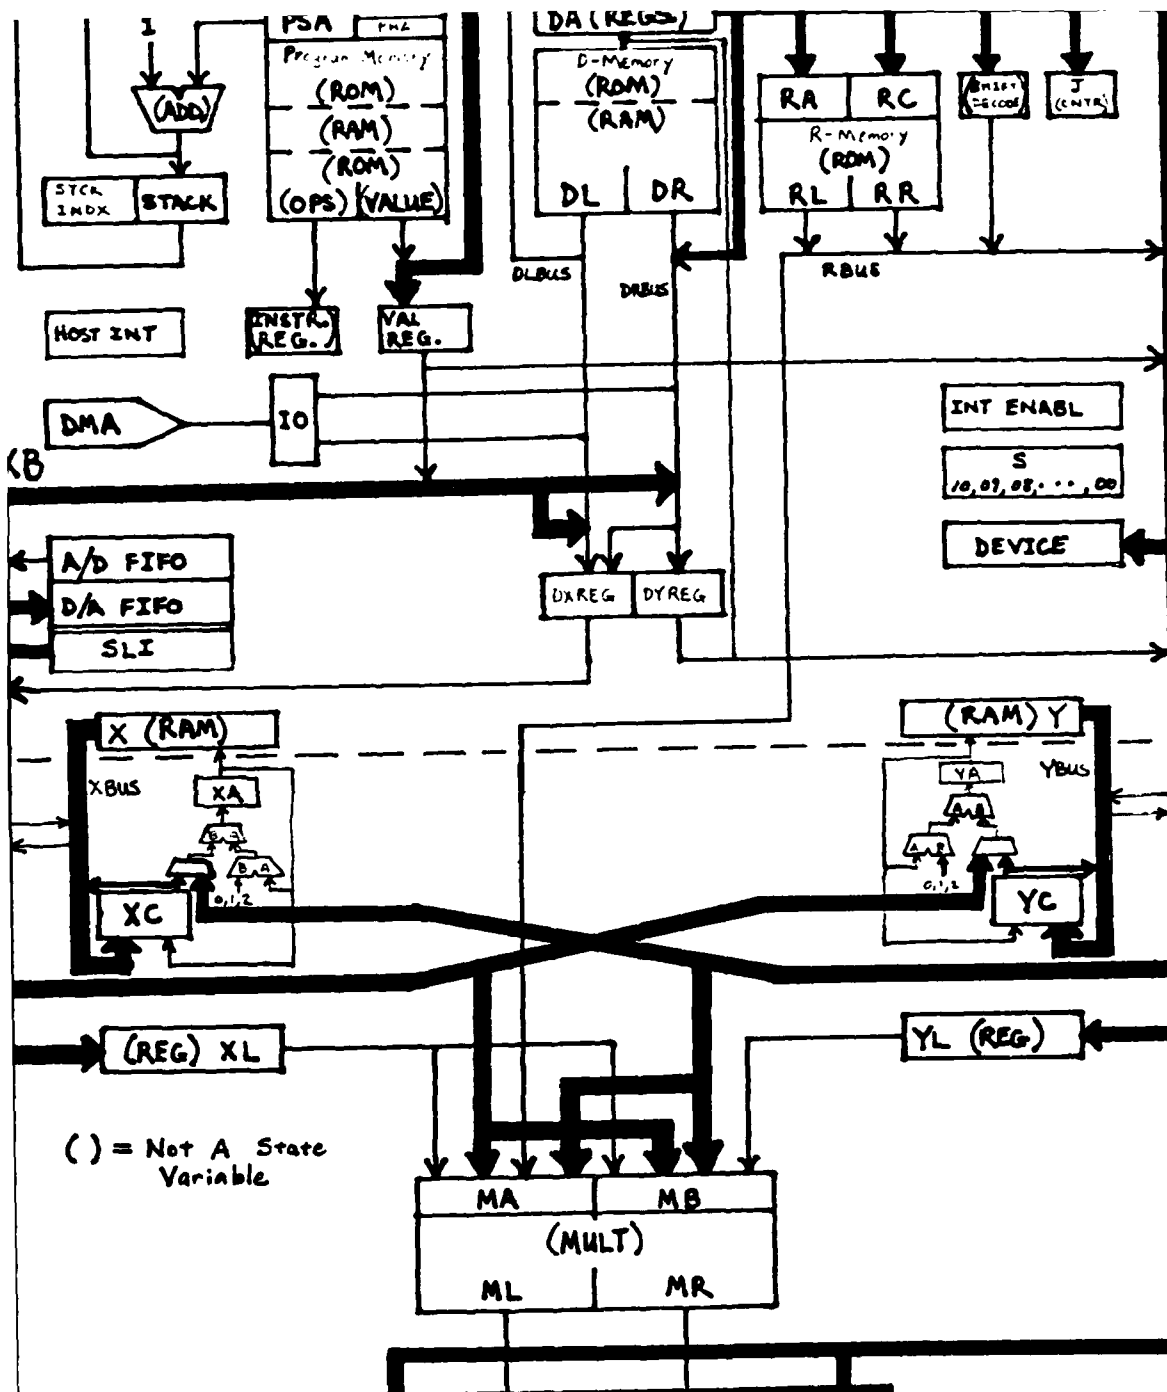 I
PSA
DA (REGS)
(ADD)
Program Memory
(ROM)
(RAM)
(ROM)
(OPS) (VALUE)
STCK
INDX
STACK
D-Memory
(ROM)
(RAM)
DL DR
RA RC
R-Memory
(ROM)
RL RR
(SHIFT
DECODE)
J
(CNTR)
DLBUS
DRBUS
RBUS
HOST INT
(INSTR.
REG.)
VAL
REG.
DMA
IO
INT ENABL
S
10,09,08,...,00
DEVICE
A/D FIFO
D/A FIFO
SLI
DXREG DYREG
X (RAM)
(RAM) Y
XBUS
YBUS
XA
YA
B A
0,1,2
0,1,2
XC
YC
(REG) XL
YL (REG)
( ) = Not A State
Variable
MA MB
(MULT)
ML MR